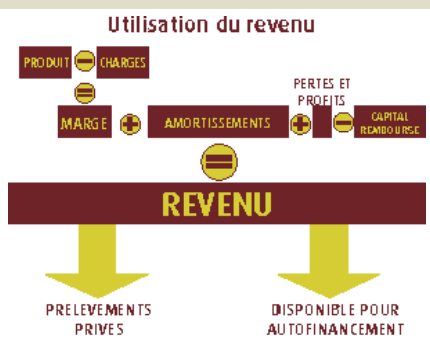 Utilisation du revenu
PRODUIT - CHARGES
=
PERTES ET
PROFITS
MARGE + AMORTISSEMENTS + - CAPITAL
REMBOURSE
=
REVENU
PRELEVEMENTS
PRIVES
DISPONIBLE POUR
AUTOFINANCEMENT